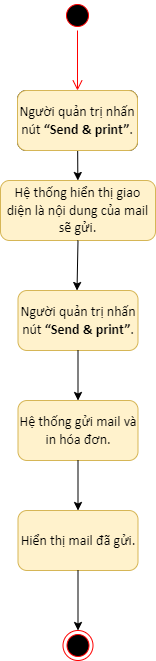 Người quản trị nhấn
nút “Send & print”.
Hệ thống hiển thị giao
diện là nội dung của mail
sẽ gửi.
Người quản trị nhấn
nút “Send & print”.
Hệ thống gửi mail và
in hóa đơn.
Hiển thị mail đã gửi.